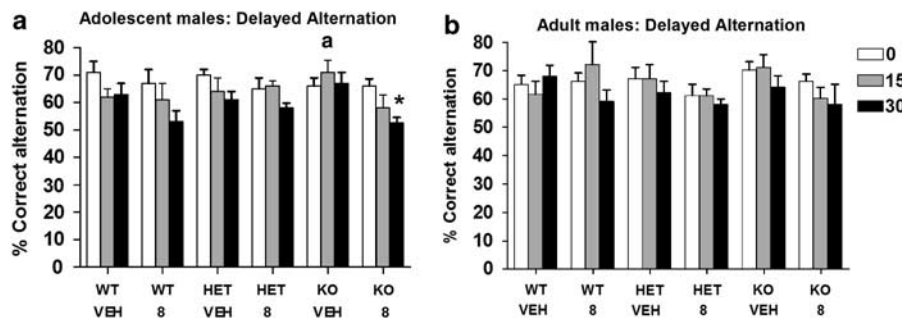 a
Adolescent males: Delayed Alternation
% Correct alternation
80
70
60
50
40
30
20
10
0
a
*
WT WT HET HET KO KO
VEH 8 VEH 8 VEH 8
b
Adult males: Delayed Alternation
% Correct alternation
80
70
60
50
40
30
20
10
0
WT WT HET HET KO KO
VEH 8 VEH 8 VEH 8
0
15
30